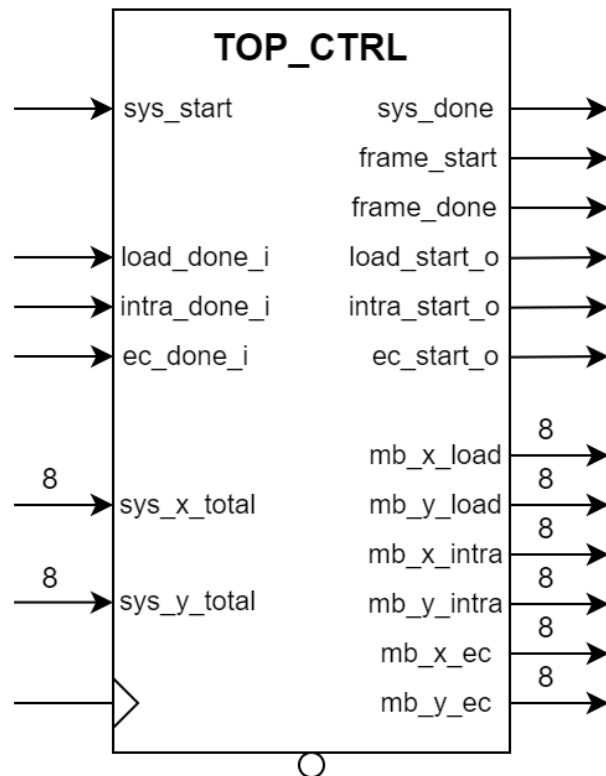 TOP_CTRL
sys_start sys_done
frame_start
frame_done
load_done_i load_start_o
intra_done_i intra_start_o
ec_done_i ec_start_o
8
mb_x_load
8 8
sys_x_total mb_y_load
8
mb_x_intra
8 8
sys_y_total mb_y_intra
8
mb_x_ec
8
mb_y_ec